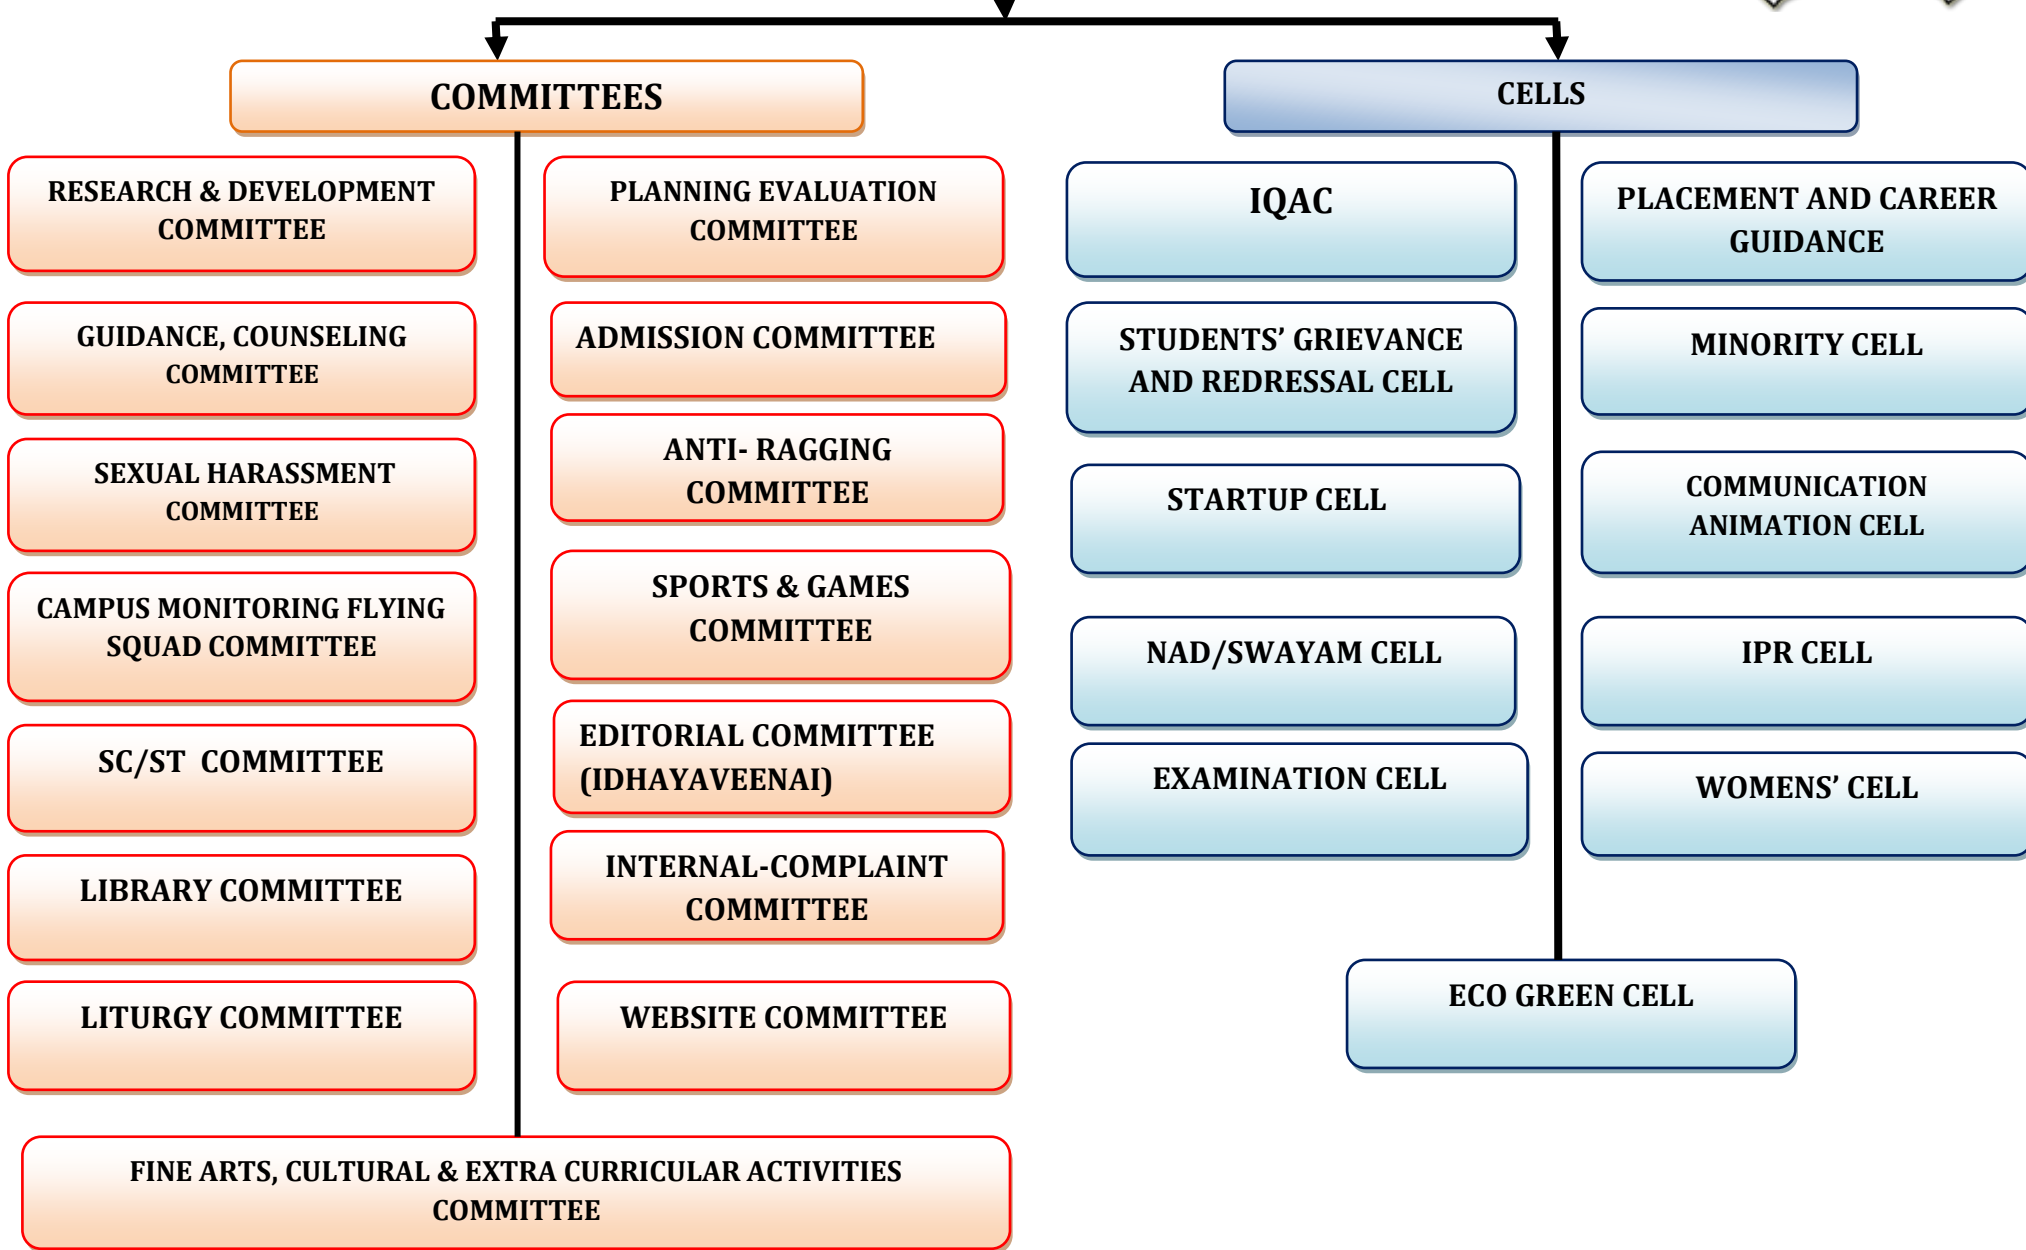 COMMITTEES
RESEARCH & DEVELOPMENT
COMMITTEE
PLANNING EVALUATION
COMMITTEE
GUIDANCE, COUNSELING
COMMITTEE
ADMISSION COMMITTEE
SEXUAL HARASSMENT
COMMITTEE
ANTI- RAGGING
COMMITTEE
CAMPUS MONITORING FLYING
SQUAD COMMITTEE
SPORTS & GAMES
COMMITTEE
SC/ST  COMMITTEE
EDITORIAL COMMITTEE
(IDHAYAVEENAI)
LIBRARY COMMITTEE
INTERNAL-COMPLAINT
COMMITTEE
LITURGY COMMITTEE
WEBSITE COMMITTEE
FINE ARTS, CULTURAL & EXTRA CURRICULAR ACTIVITIES
COMMITTEE
CELLS
IQAC
PLACEMENT AND CAREER
GUIDANCE
STUDENTS’ GRIEVANCE
AND REDRESSAL CELL
MINORITY CELL
STARTUP CELL
COMMUNICATION
ANIMATION CELL
NAD/SWAYAM CELL
IPR CELL
EXAMINATION CELL
WOMENS’ CELL
ECO GREEN CELL